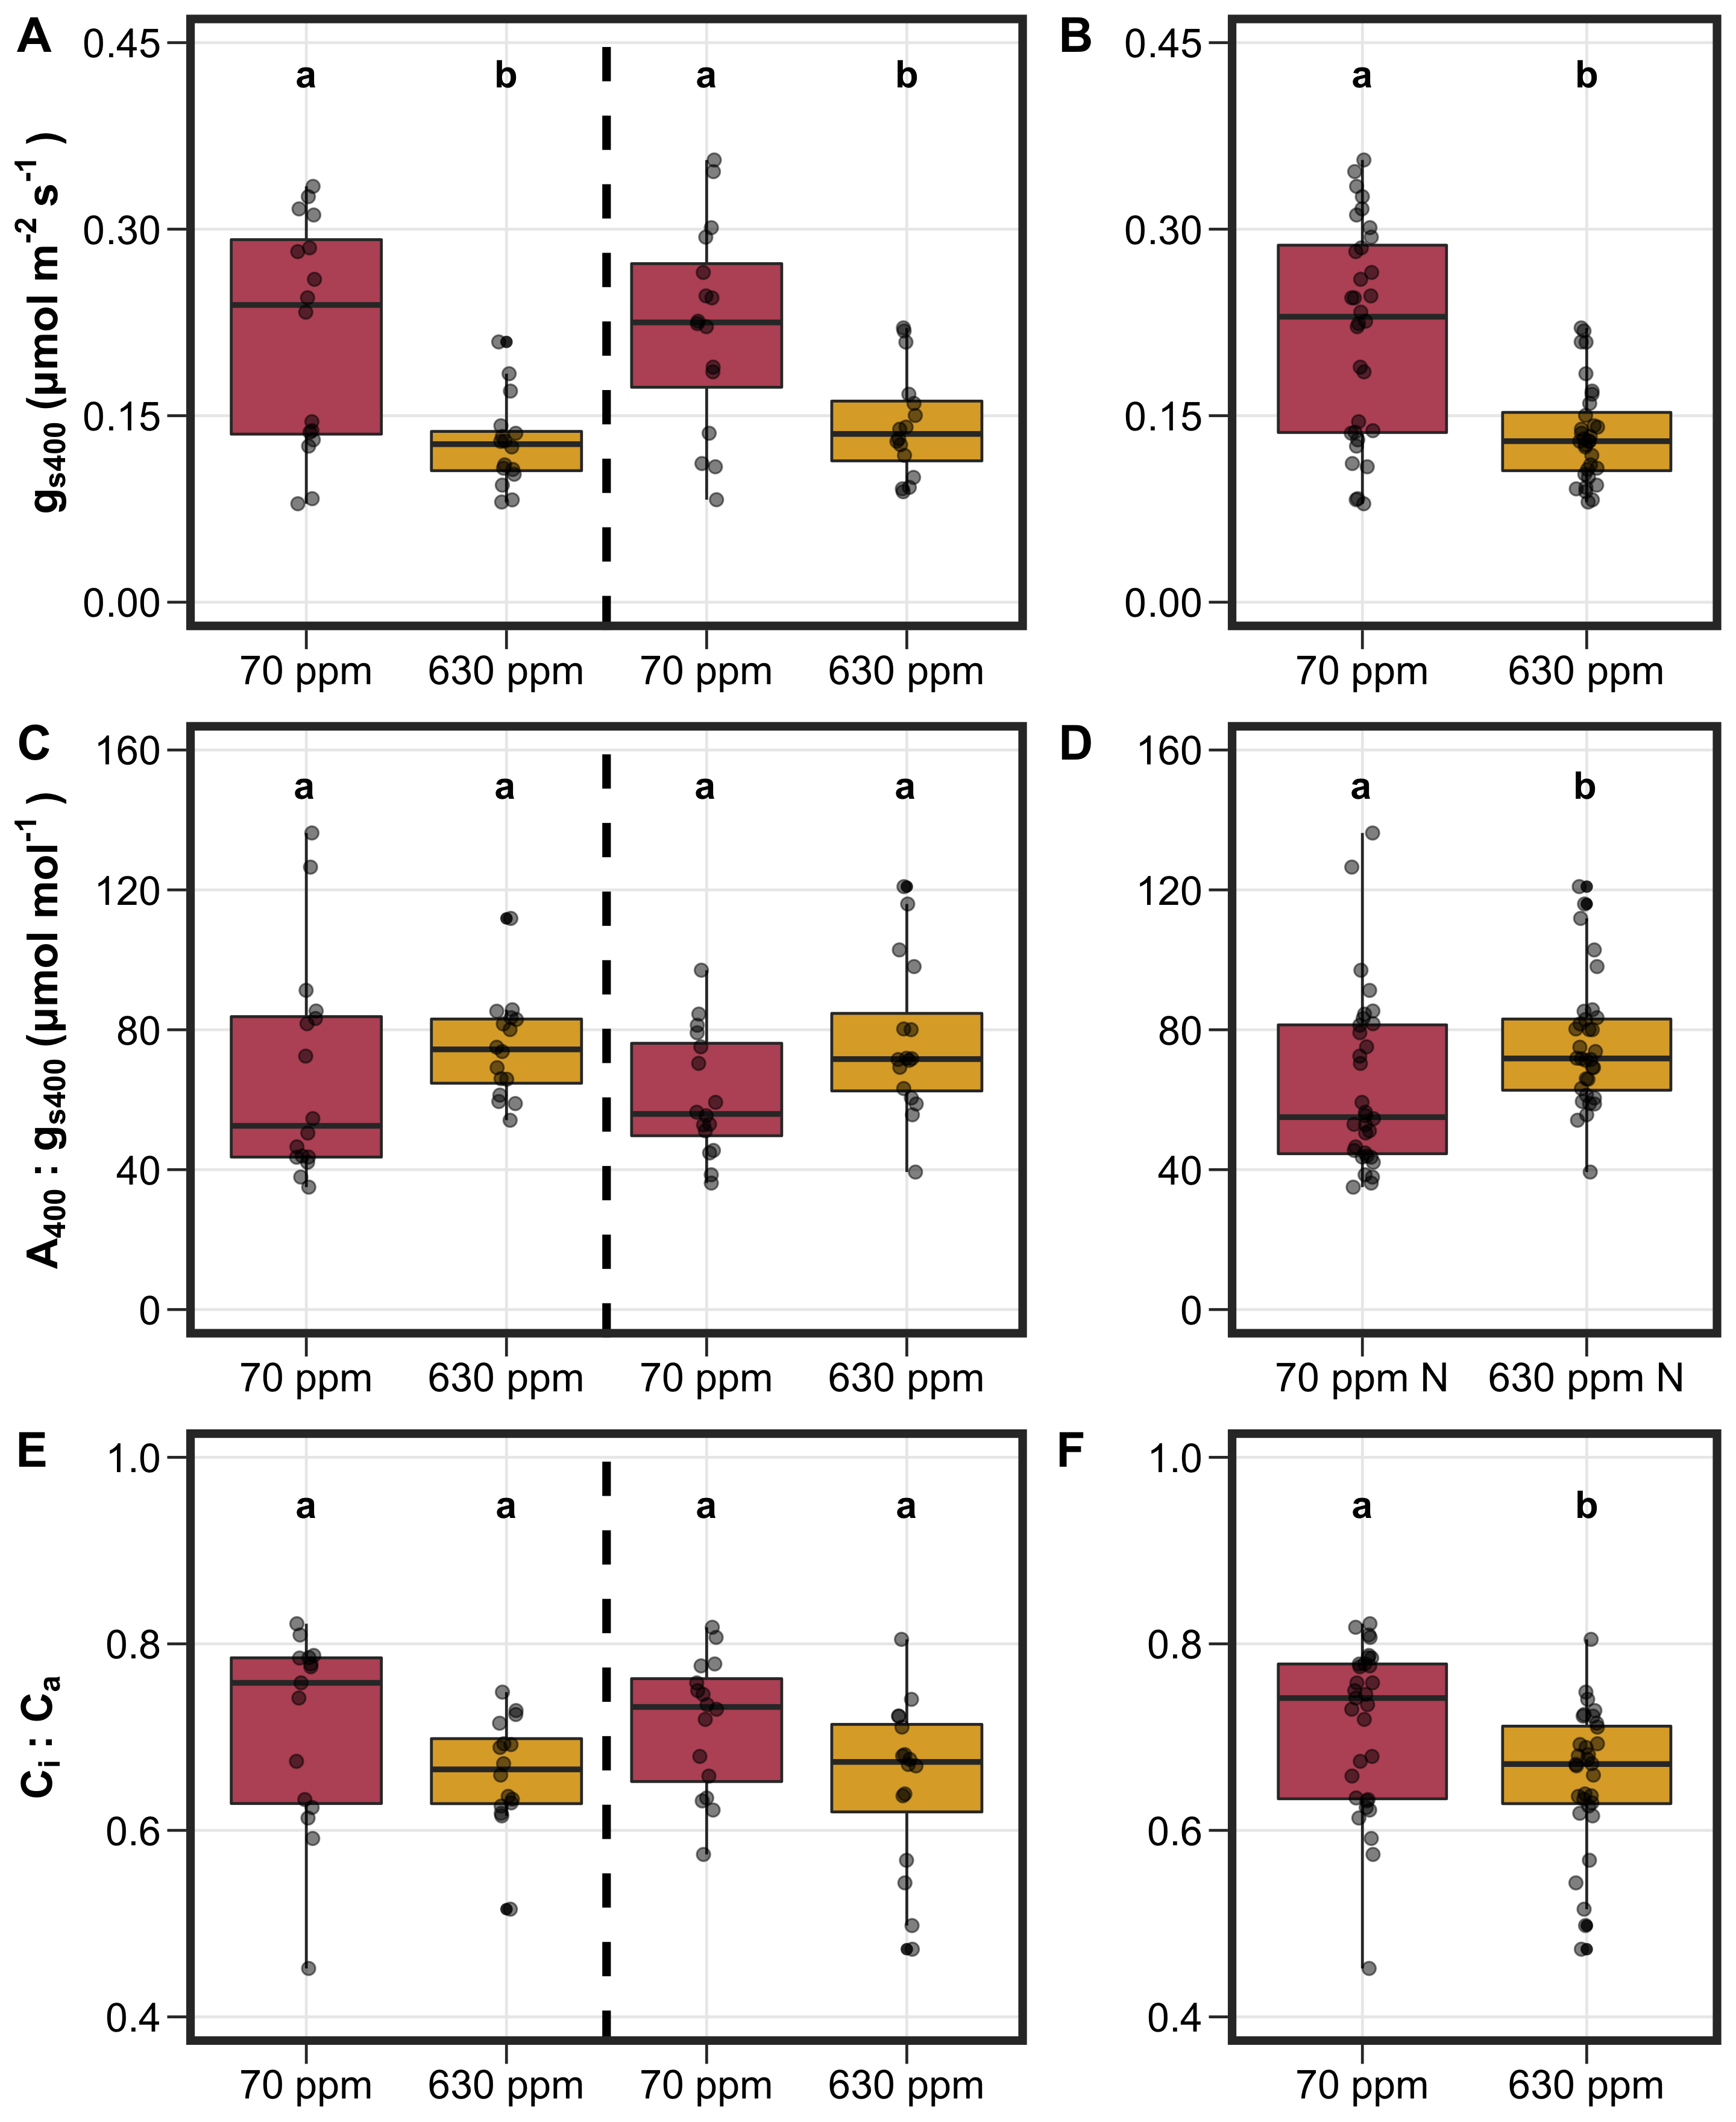 A
B
0.45
0.30
0.15
0.00
gs400 (μmol m-2 s-1 )
a b a b
70 ppm 630 ppm 70 ppm 630 ppm
0.45
0.30
0.15
0.00
a b
70 ppm 630 ppm
C
D
160
120
80
40
0
A400 : gs400 (μmol mol-1 )
a a a a
70 ppm 630 ppm 70 ppm 630 ppm
160
120
80
40
0
a b
70 ppm N 630 ppm N
E
F
1.0
0.8
0.6
0.4
Ci : Ca
a a a a
70 ppm 630 ppm 70 ppm 630 ppm
1.0
0.8
0.6
0.4
a b
70 ppm 630 ppm